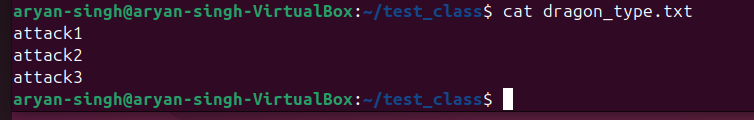 aryan-singh@aryan-singh-VirtualBox:~/test_class$ cat dragon_type.txt
attack1
attack2
attack3
aryan-singh@aryan-singh-VirtualBox:~/test_class$